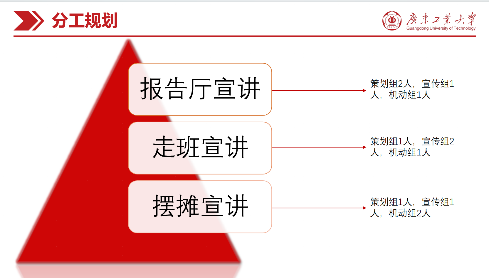 分工规划
广东工业大学
Guangdong University of Technology
报告厅宣讲
策划组2人、宣传组1
人、机动组1人
走班宣讲
策划组1人、宣传组2
人、机动组1人
摆摊宣讲
策划组1人、宣传组1
人、机动组2人